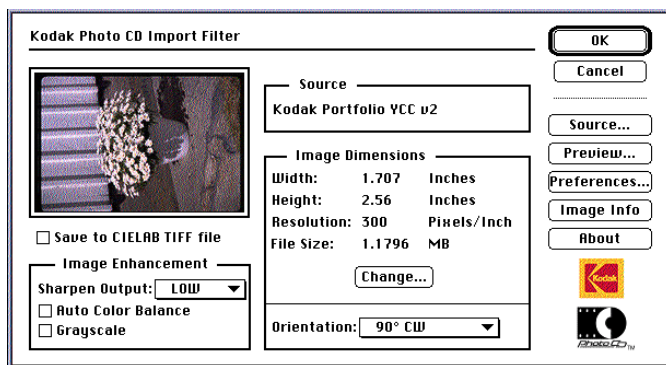 Kodak Photo CD Import Filter
OK
Cancel
Source
Kodak Portfolio YCC v2
Source...
Preview...
Preferences...
Image Info
About
Image Dimensions
Width: 1.707 Inches
Height: 2.56 Inches
Resolution: 300 Pixels/Inch
File Size: 1.1796 MB
Change...
Orientation: 90° CW
Save to CIELAB TIFF file
Image Enhancement
Sharpen Output: LOW
Auto Color Balance
Grayscale
Kodak
Photo CD TM